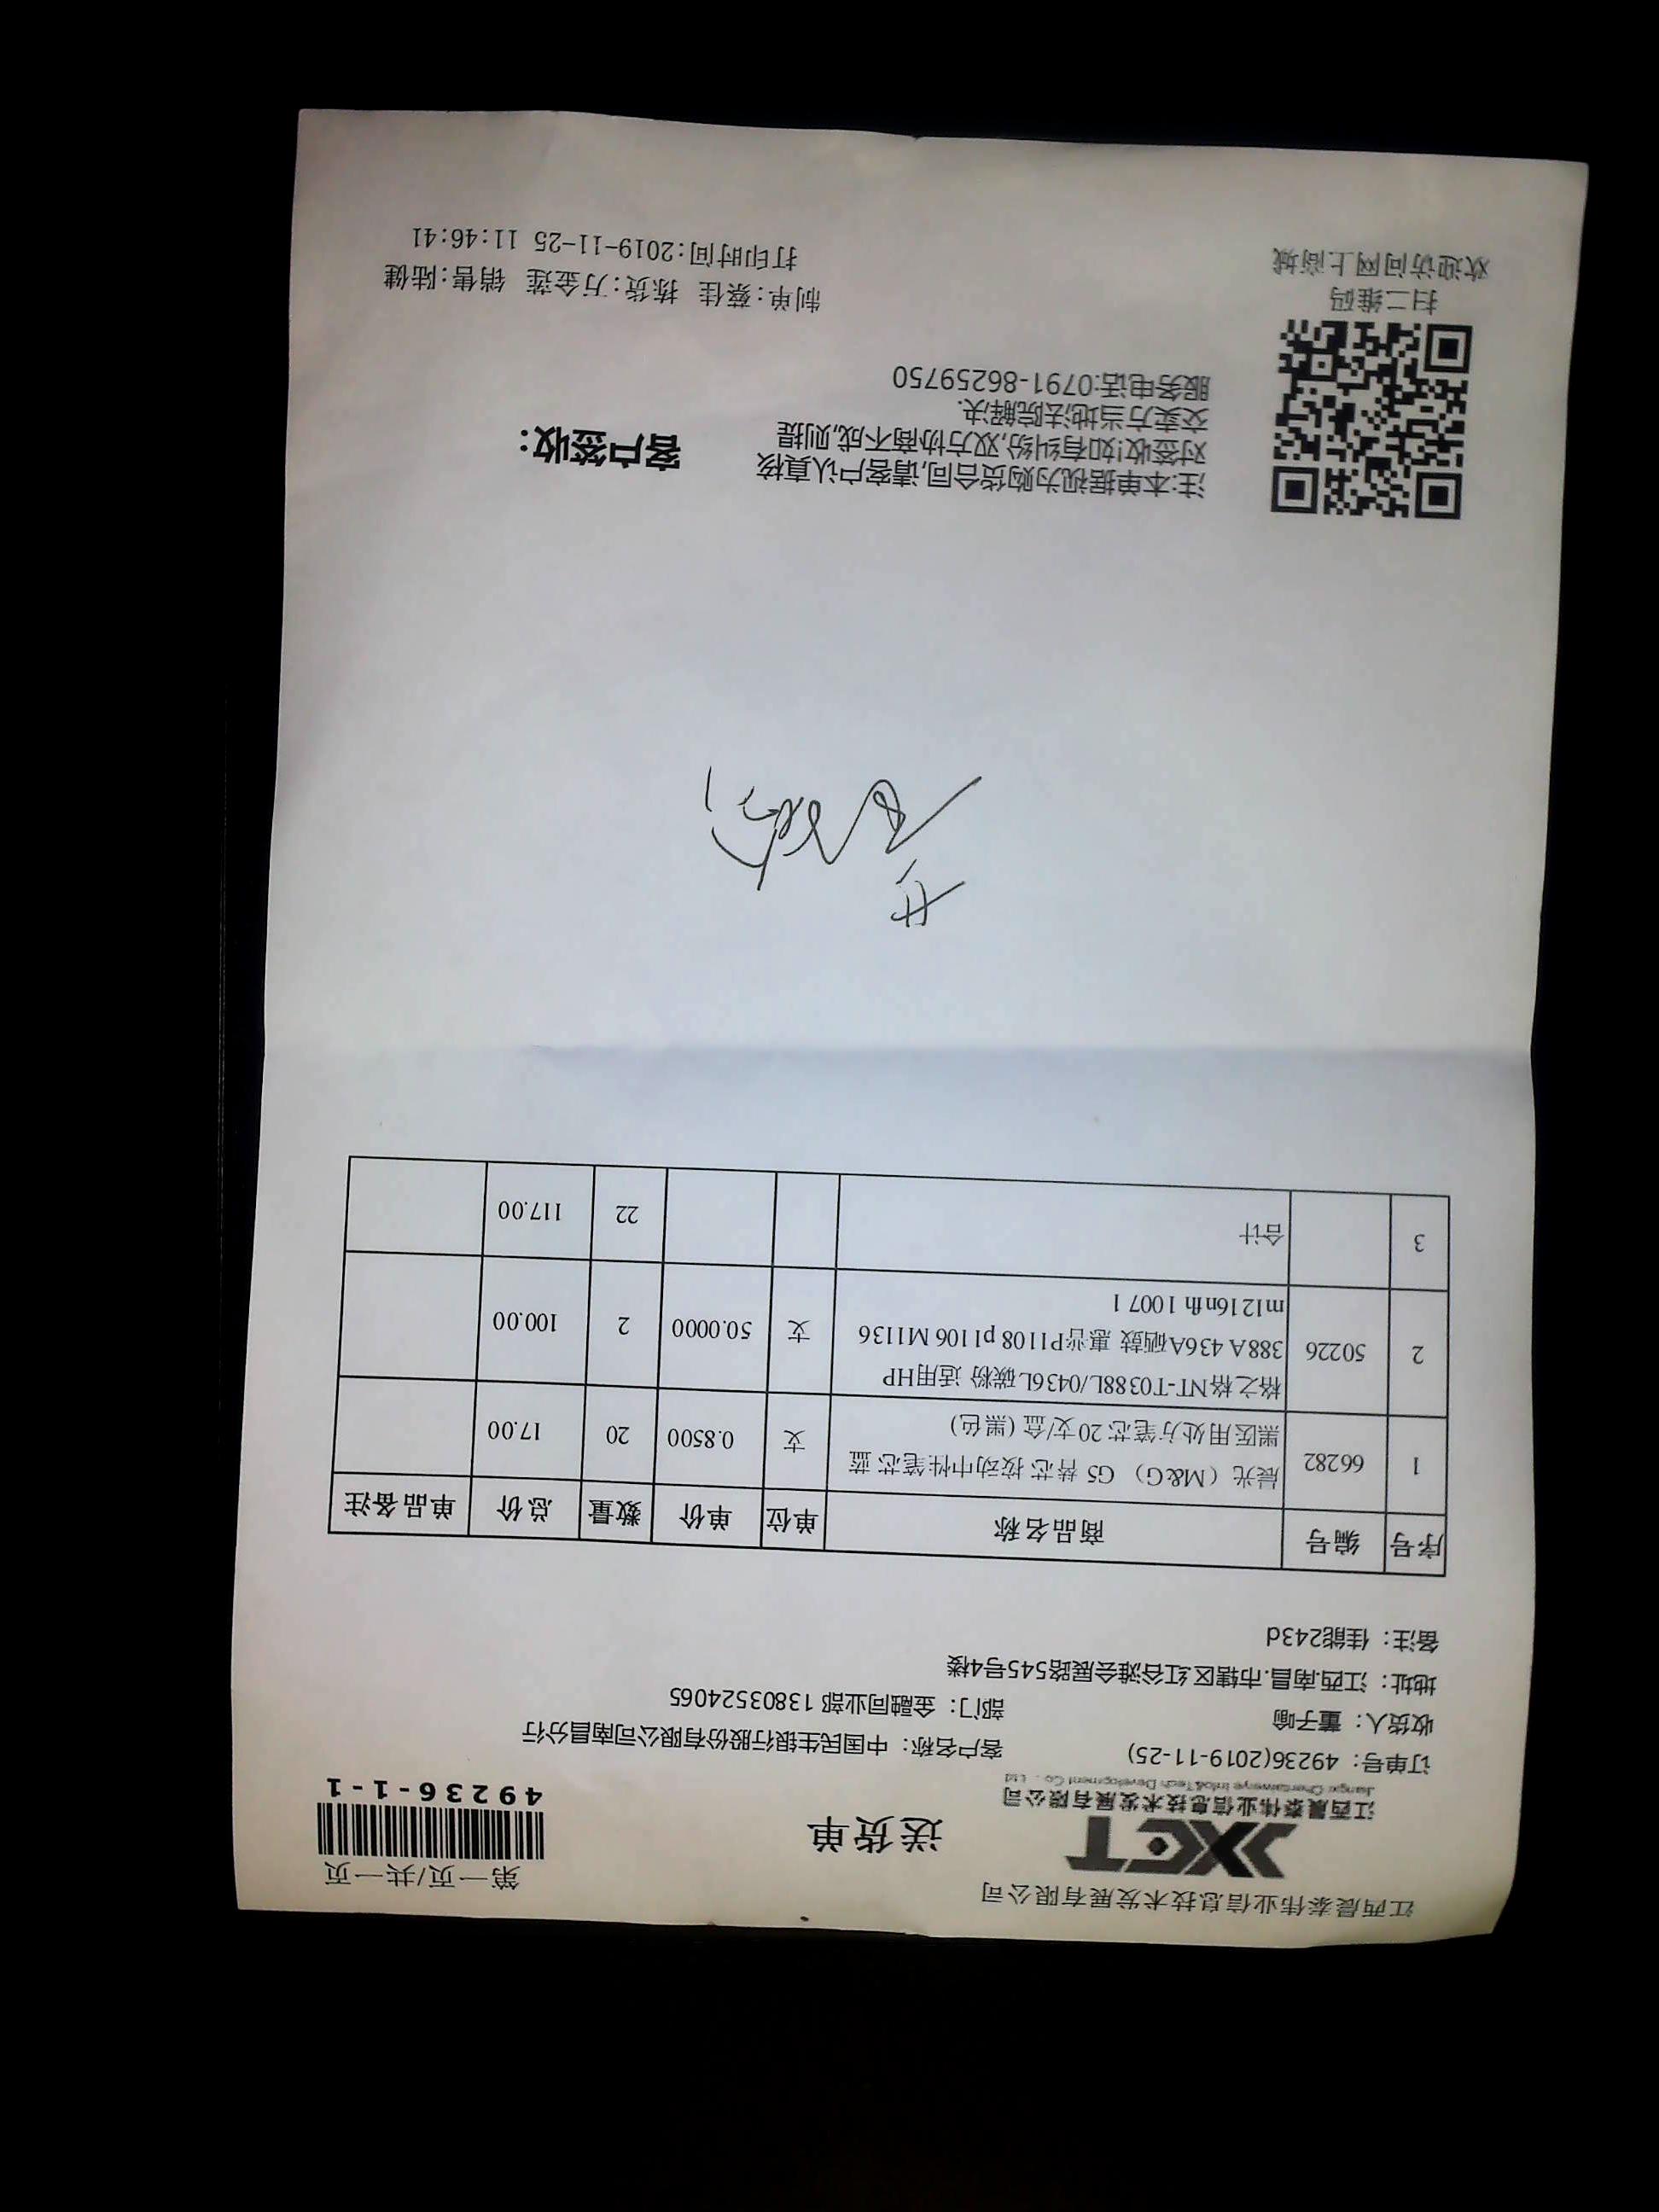 江西晨泰伟业信息技术发展有限公司
第一页/共一页
江西晨泰伟业信息技术发展有限公司
Jiangxi Chentaiweiye Info&Tech Development Co., Ltd
送货单
49236-1-1
订单号: 49236(2019-11-25) 客户名称: 中国民生银行股份有限公司南昌分行
收货人: 董子喻 部门: 金融同业部 13803524065
地址: 江西.南昌.市辖区红谷滩会展路545号4楼
备注: 佳能243d
序号 编号 商品名称 单位 单价 数量 总价 单品备注
1 66282 晨光（M&G） G5 替芯 按动中性笔芯 蓝 支 0.8500 20 17.00
黑医用处方笔芯 20支/盒 (黑色)
2 50226 格之格NT-T0388L/0436L碳粉 适用HP 支 50.0000 2 100.00
388A 436A硒鼓 惠普P1108 p1106 M1136
m1216nfh 1007 1
3 合计 22 117.00
注:本单据视为购货合同,请客户认真核
对签收!如有纠纷,双方协商不成,则提
交卖方当地法院解决.
服务电话:0791-86259750
客户签收:
扫二维码
欢迎访问网上商城
制单:蔡佳 拣货:万金莲 销售:陆健
打印时间:2019-11-25 11:46:41